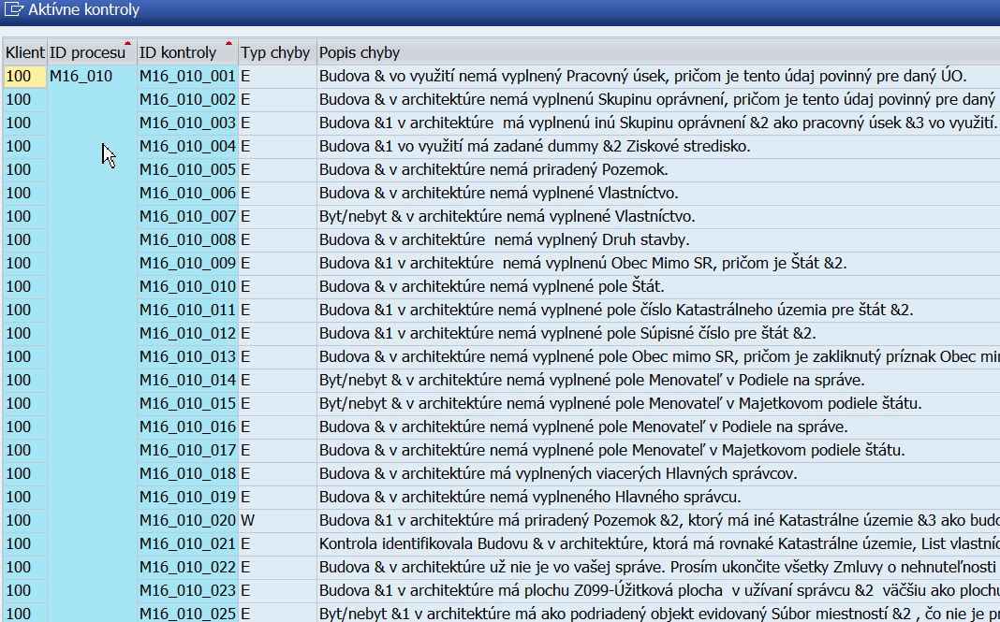 Aktívne kontroly
Klient ID procesu ID kontroly Typ chyby Popis chyby
100 M16_010 M16_010_001 E Budova & vo využití nemá vyplnený Pracovný úsek, pričom je tento údaj povinný pre daný ÚO.
100 M16_010_002 E Budova & v architektúre nemá vyplnenú Skupinu oprávnení, pričom je tento údaj povinný pre daný
100 M16_010_003 E Budova &1 v architektúre  má vyplnenú inú Skupinu oprávnení &2 ako pracovný úsek &3 vo využití.
100 M16_010_004 E Budova &1 vo využití má zadané dummy &2 Ziskové stredisko.
100 M16_010_005 E Budova & v architektúre nemá priradený Pozemok.
100 M16_010_006 E Budova & v architektúre nemá vyplnené Vlastníctvo.
100 M16_010_007 E Byt/nebyt & v architektúre nemá vyplnené Vlastníctvo.
100 M16_010_008 E Budova & v architektúre  nemá vyplnený Druh stavby.
100 M16_010_009 E Budova &1 v architektúre  nemá vyplnenú Obec Mimo SR, pričom je Štát &2.
100 M16_010_010 E Budova & v architektúre nemá vyplnené pole Štát.
100 M16_010_011 E Budova &1 v architektúre nemá vyplnené pole číslo Katastrálneho územia pre štát &2.
100 M16_010_012 E Budova &1 v architektúre nemá vyplnené pole Súpisné číslo pre štát &2.
100 M16_010_013 E Budova & v architektúre nemá vyplnené pole Obec mimo SR, pričom je zakliknutý príznak Obec mi
100 M16_010_014 E Byt/nebyt & v architektúre nemá vyplnené pole Menovateľ v Podiele na správe.
100 M16_010_015 E Byt/nebyt & v architektúre nemá vyplnené pole Menovateľ v Majetkovom podiele štátu.
100 M16_010_016 E Budova & v architektúre nemá vyplnené pole Menovateľ v Podiele na správe.
100 M16_010_017 E Budova & v architektúre nemá vyplnené pole Menovateľ v Majetkovom podiele štátu.
100 M16_010_018 E Budova & v architektúre má vyplnených viacerých Hlavných správcov.
100 M16_010_019 E Budova & v architektúre nemá vyplneného Hlavného správcu.
100 M16_010_020 W Budova &1 v architektúre má priradený Pozemok &2, ktorý má iné Katastrálne územie &3 ako budo
100 M16_010_021 E Kontrola identifikovala Budovu & v architektúre, ktorá má rovnaké Katastrálne územie, List vlastníc
100 M16_010_022 E Budova & v architektúre už nie je vo vašej správe. Prosím ukončite všetky Zmluvy o nehnuteľnosti
100 M16_010_023 E Budova & v architektúre má plochu Z099-Úžitková plocha  v užívaní správcu &2  väčšiu ako plochu
100 M16_010_025 E Byt/nebyt &1 v architektúre má ako podriadený objekt evidovaný Súbor miestností &2 , čo nie je pr